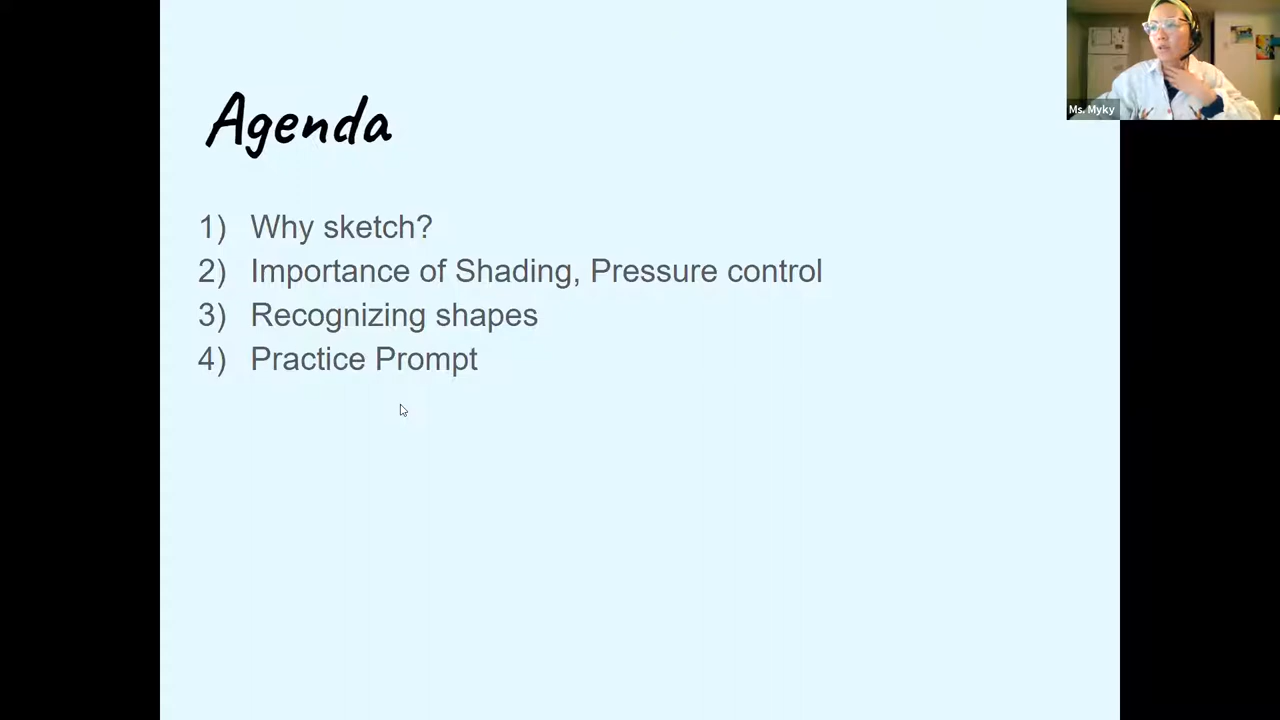 Ms. Myky
Agenda
1) Why sketch?
2) Importance of Shading, Pressure control
3) Recognizing shapes
4) Practice Prompt